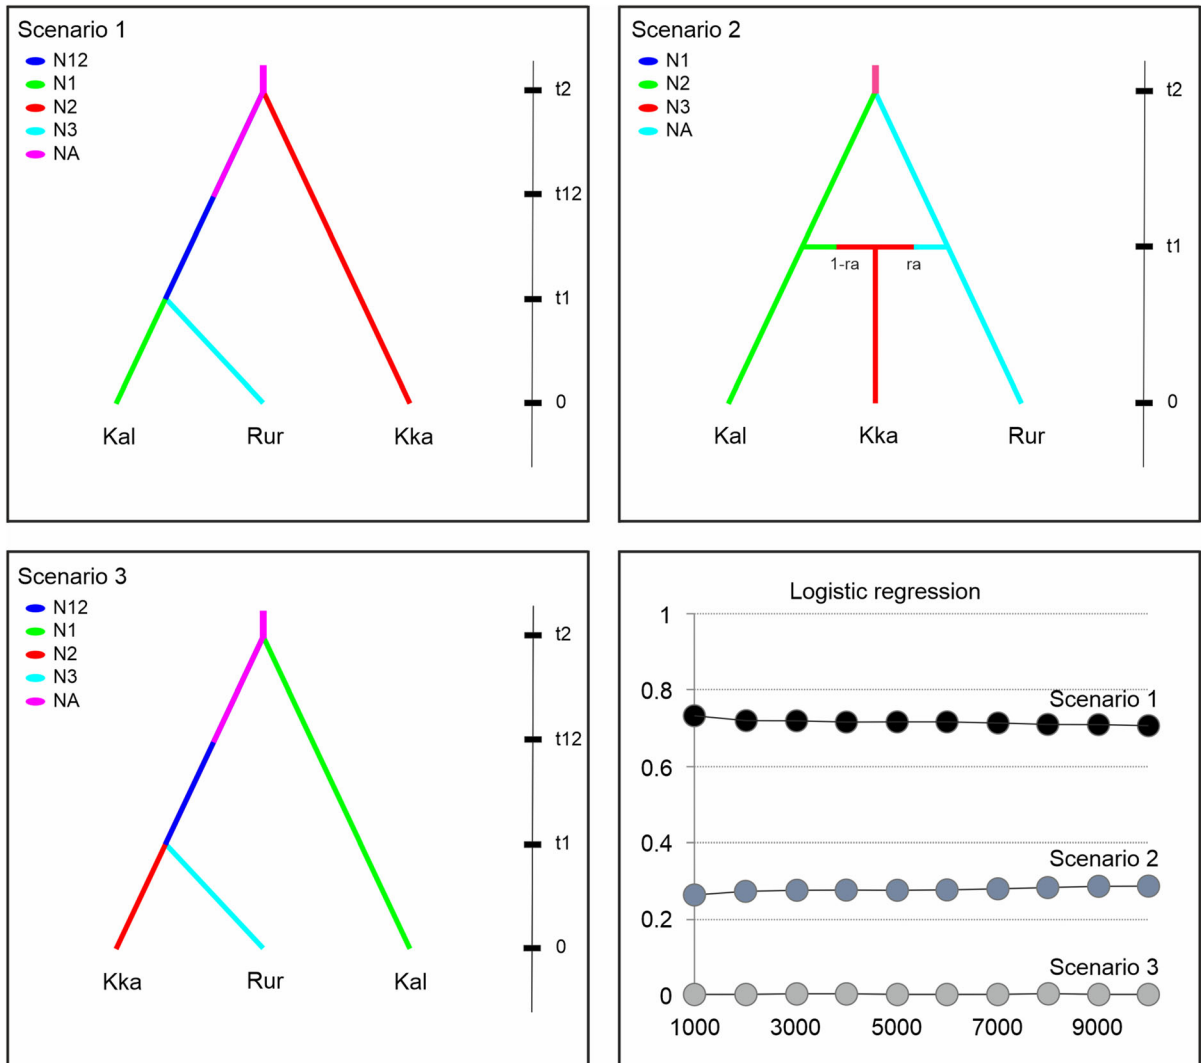 Scenario 1
N12
N1
N2
N3
NA
t2
t12
t1
0
Kal Rur Kka
Scenario 2
N1
N2
N3
NA
t2
t1
1-ra ra
0
Kal Kka Rur
Scenario 3
N12
N1
N2
N3
NA
t2
t12
t1
0
Kka Rur Kal
Logistic regression
1
0.8
Scenario 1
0.6
0.4
Scenario 2
0.2
Scenario 3
0
1000 3000 5000 7000 9000